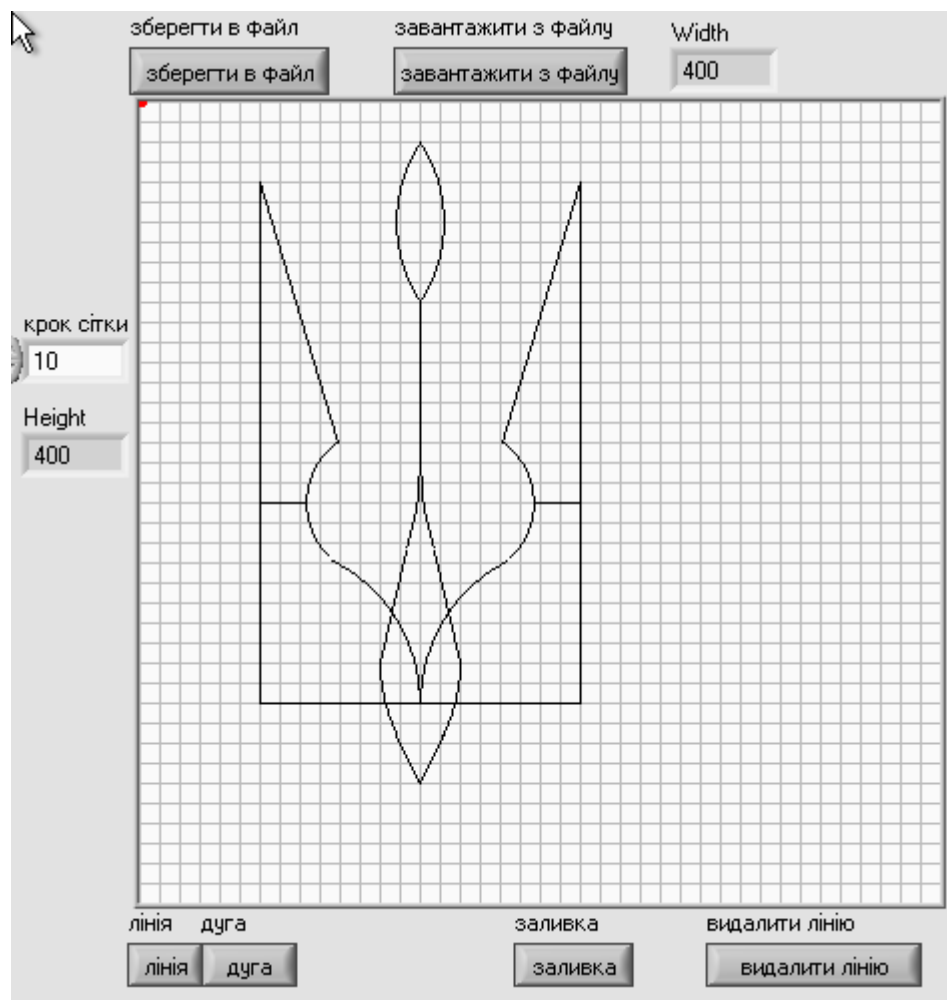 зберегти в файл завантажити з файлу Width
зберегти в файл завантажити з файлу 400
крок сітки
10
Height
400
лінія дуга заливка видалити лінію
лінія дуга заливка видалити лінію